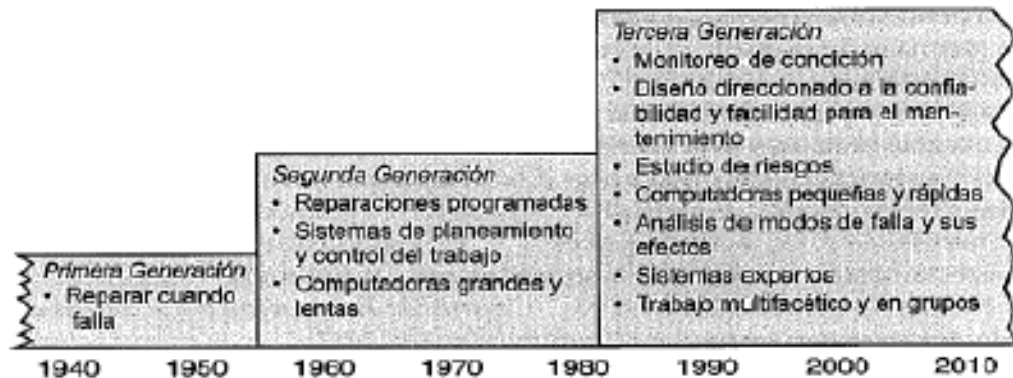 Primera Generación
• Reparar cuando
falla
Segunda Generación
• Reparaciones programadas
• Sistemas de planeamiento
y control del trabajo
• Computadoras grandes y
lentas
Tercera Generación
• Monitoreo de condición
• Diseño direccionado a la confia-
bilidad y facilidad para el man-
tenimiento
• Estudio de riesgos
• Computadoras pequeñas y rápidas
• Análisis de modos de falla y sus
efectos
• Sistemas expertos
• Trabajo multifacético y en grupos
1940 1950 1960 1970 1980 1990 2000 2010